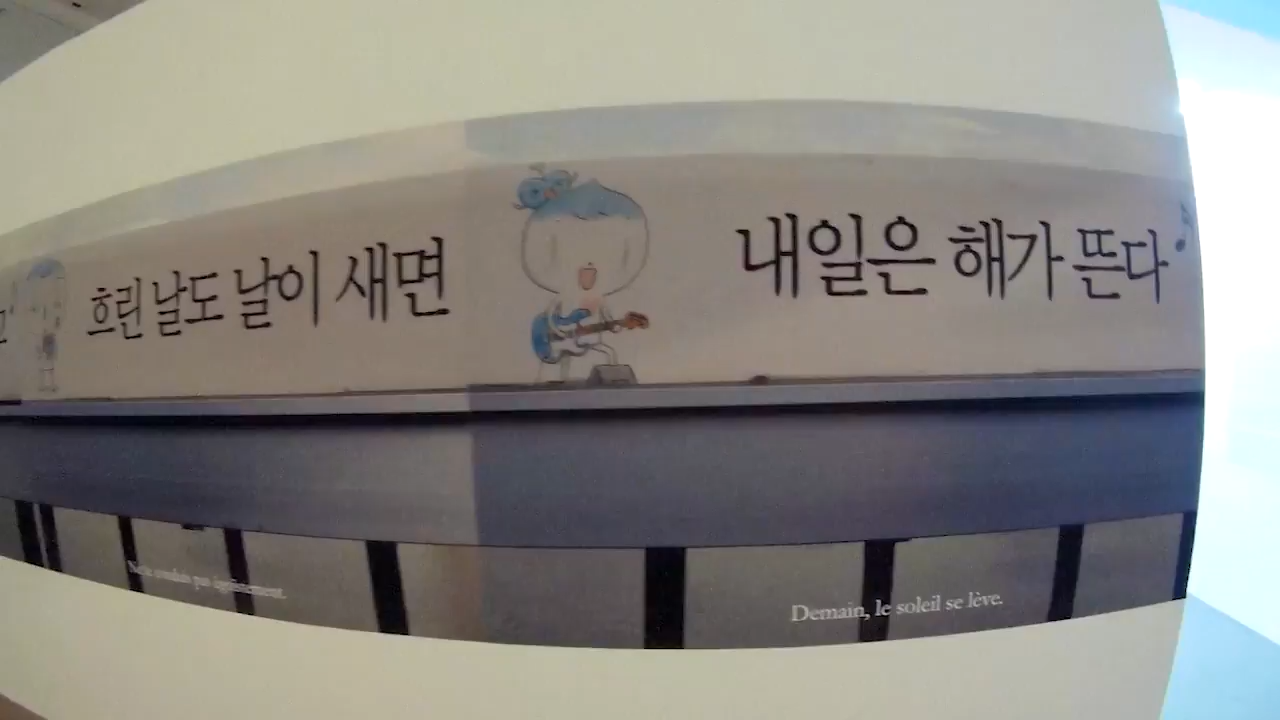 흐린 날도 날이 새면
내일은 해가 뜬다
pas
Demain, le soleil se lève.